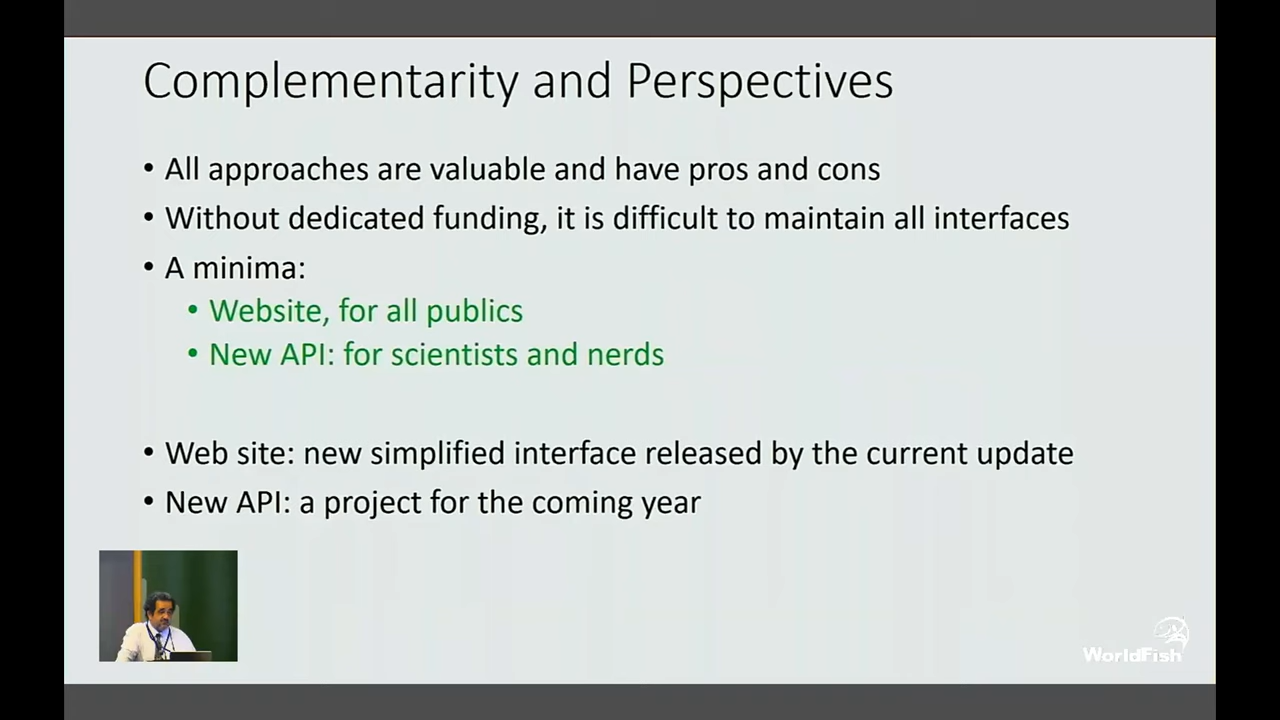 Complementarity and Perspectives
• All approaches are valuable and have pros and cons
• Without dedicated funding, it is difficult to maintain all interfaces
• A minima:
• Website, for all publics
• New API: for scientists and nerds
• Web site: new simplified interface released by the current update
• New API: a project for the coming year
WorldFish